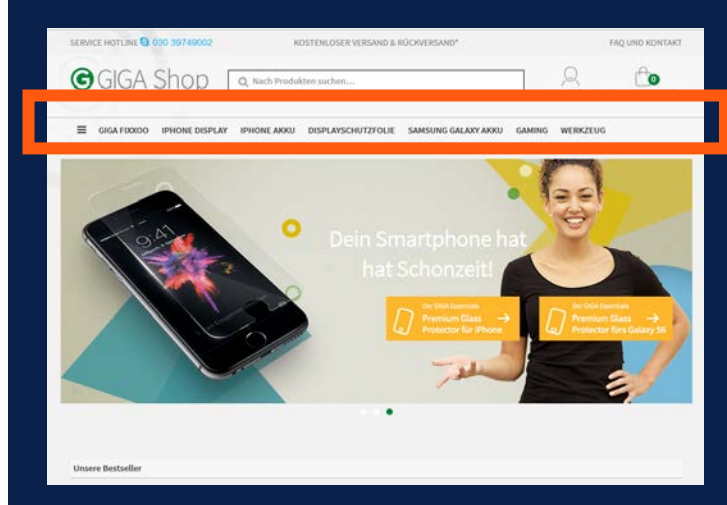 SERVICE HOTLINE 030 39749002
KOSTENLOSER VERSAND & RÜCKVERSAND*
FAQ UND KONTAKT
GIGA Shop
Nach Produkten suchen...
0
GIGA FIXXOO IPHONE DISPLAY IPHONE AKKU DISPLAYSCHUTZFOLIE SAMSUNG GALAXY AKKU GAMING WERKZEUG
9:41
Dein Smartphone hat
hat Schonzeit!
Der GIGA Essentials
Premium Glass
Protector für iPhone
Der GIGA Essentials
Premium Glass
Protector fürs Galaxy S6
Unsere Bestseller